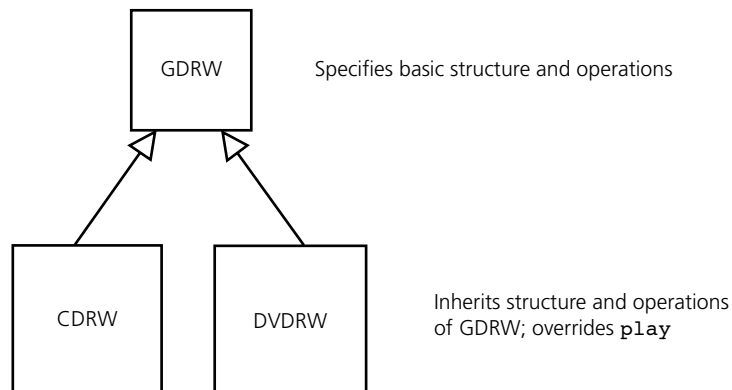 GDRW
Specifies basic structure and operations
CDRW
DVDRW
Inherits structure and operations
of GDRW; overrides play